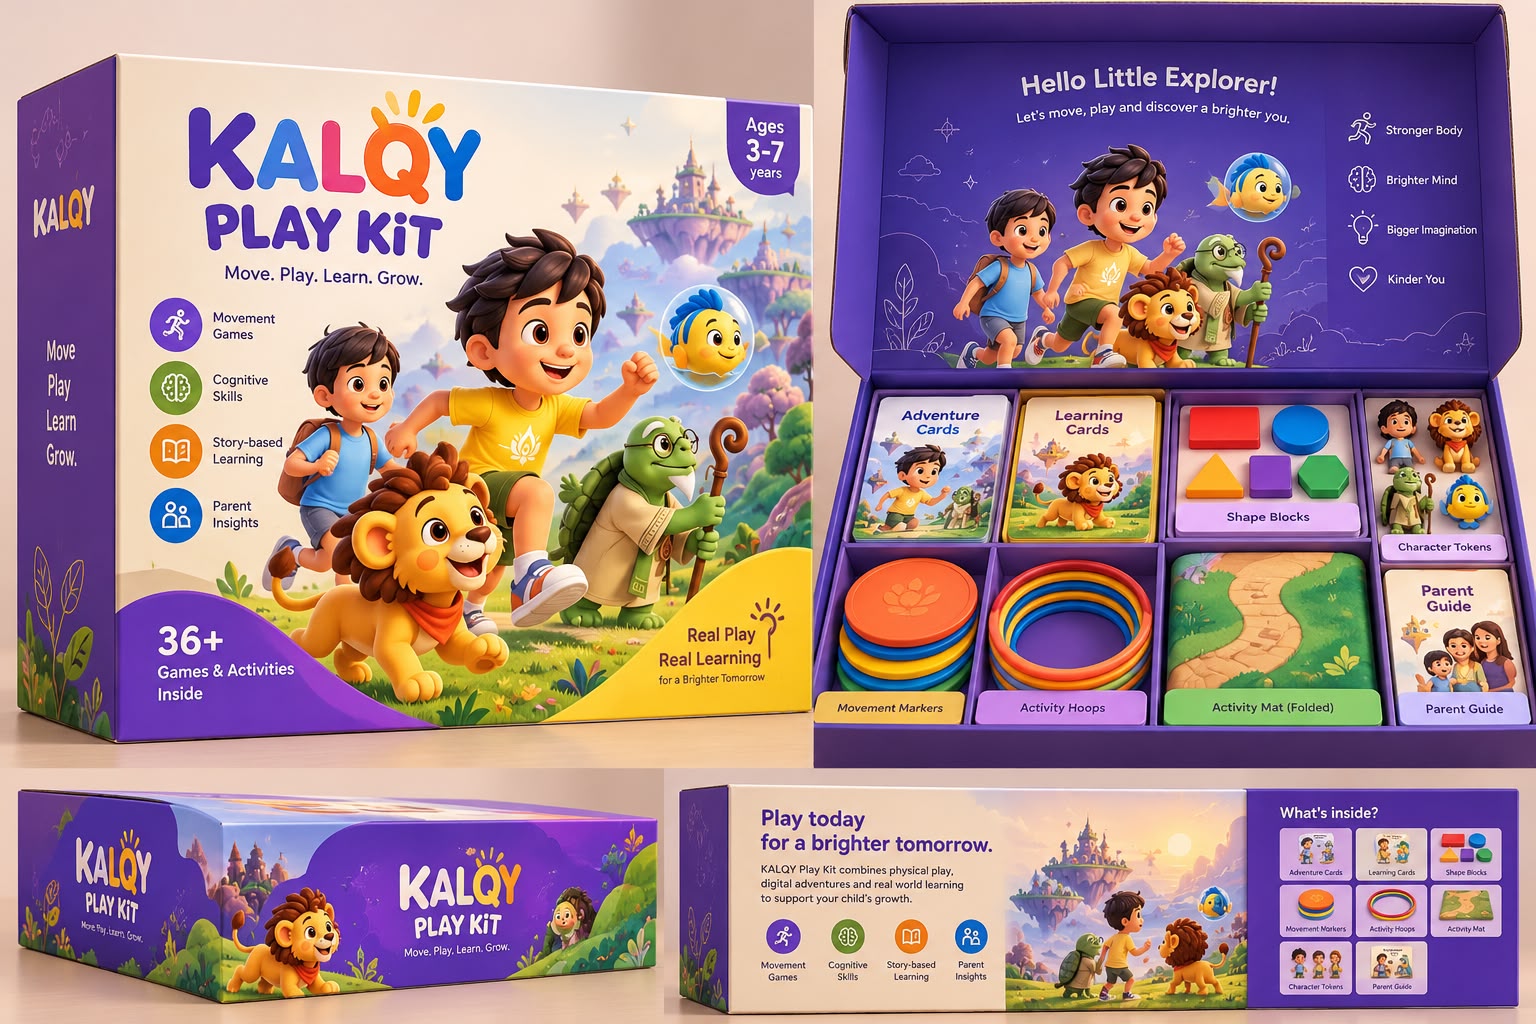 KALQY
PLAY KiT
Move. Play. Learn. Grow.
Ages
3-7
years
Movement
Games
Cognitive
Skills
Story-based
Learning
Parent
Insights
36+
Games & Activities
Inside
Real Play
Real Learning
for a Brighter Tomorrow
KALQY
Move
Play
Learn
Grow.
Hello Little Explorer!
Let's move, play and discover a brighter you.
Stronger Body
Brighter Mind
Bigger Imagination
Kinder You
Adventure
Cards
Learning
Cards
Shape Blocks
Character Tokens
Movement Markers
Activity Hoops
Activity Mat (Folded)
Parent
Guide
Parent Guide
KALQY
PLAY KiT
Move. Play. Learn. Grow.
KALQY
PLAY KiT
Move. Play. Learn. Grow.
Play today
for a brighter tomorrow.
KALQY Play Kit combines physical play,
digital adventures and real world learning
to support your child's growth.
Movement
Games
Cognitive
Skills
Story-based
Learning
Parent
Insights
What's inside?
Adventure Cards
Learning Cards
Shape Blocks
Movement Markers
Activity Hoops
Activity Mat
Character Tokens
Parent Guide